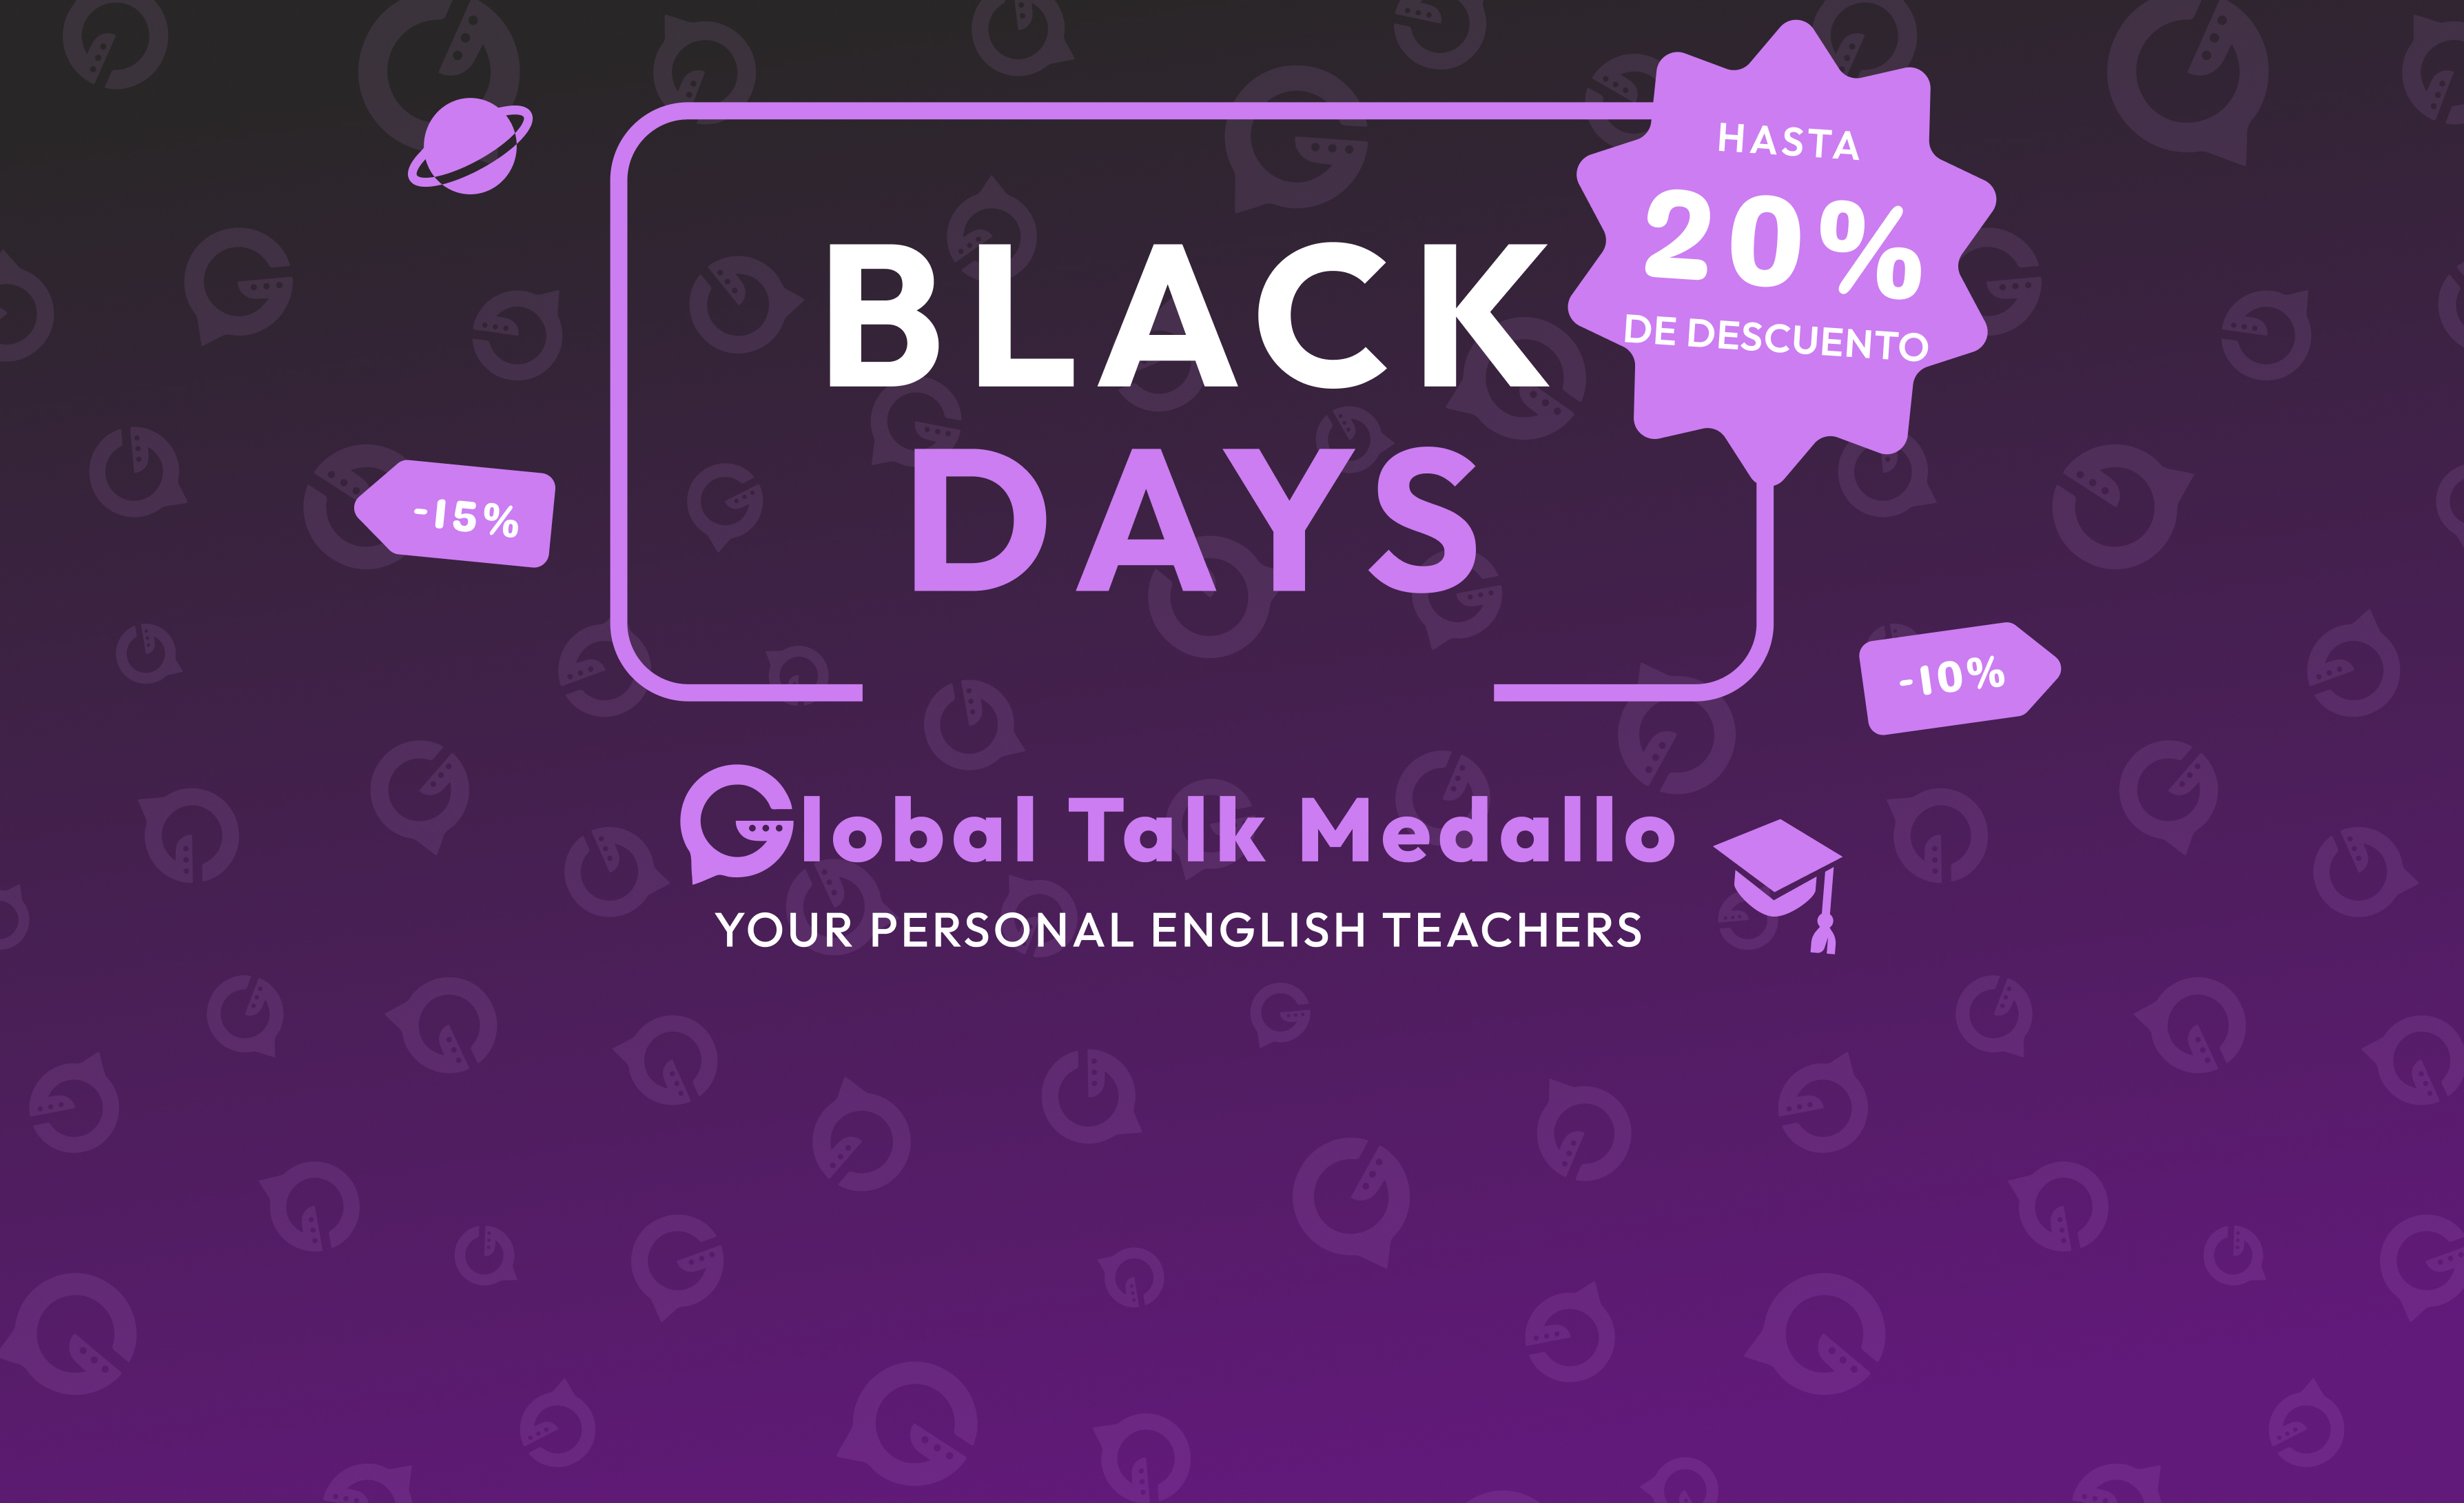 HASTA
20%
DE DESCUENTO
BLACK
DAYS
-15%
-10%
Global Talk Medallo
YOUR PERSONAL ENGLISH TEACHERS